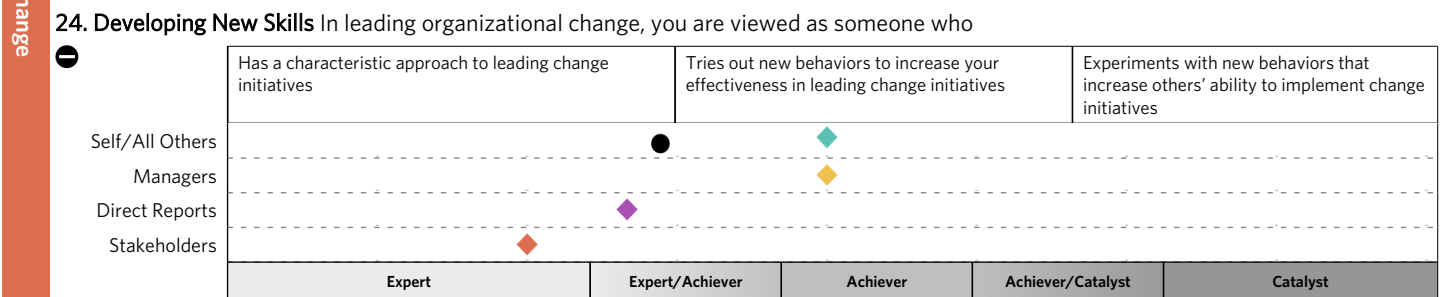 hange
24. Developing New Skills In leading organizational change, you are viewed as someone who
Has a characteristic approach to leading change
initiatives
Tries out new behaviors to increase your
effectiveness in leading change initiatives
Experiments with new behaviors that
increase others’ ability to implement change
initiatives
Self/All Others
Managers
Direct Reports
Stakeholders
Expert
Expert/Achiever
Achiever
Achiever/Catalyst
Catalyst